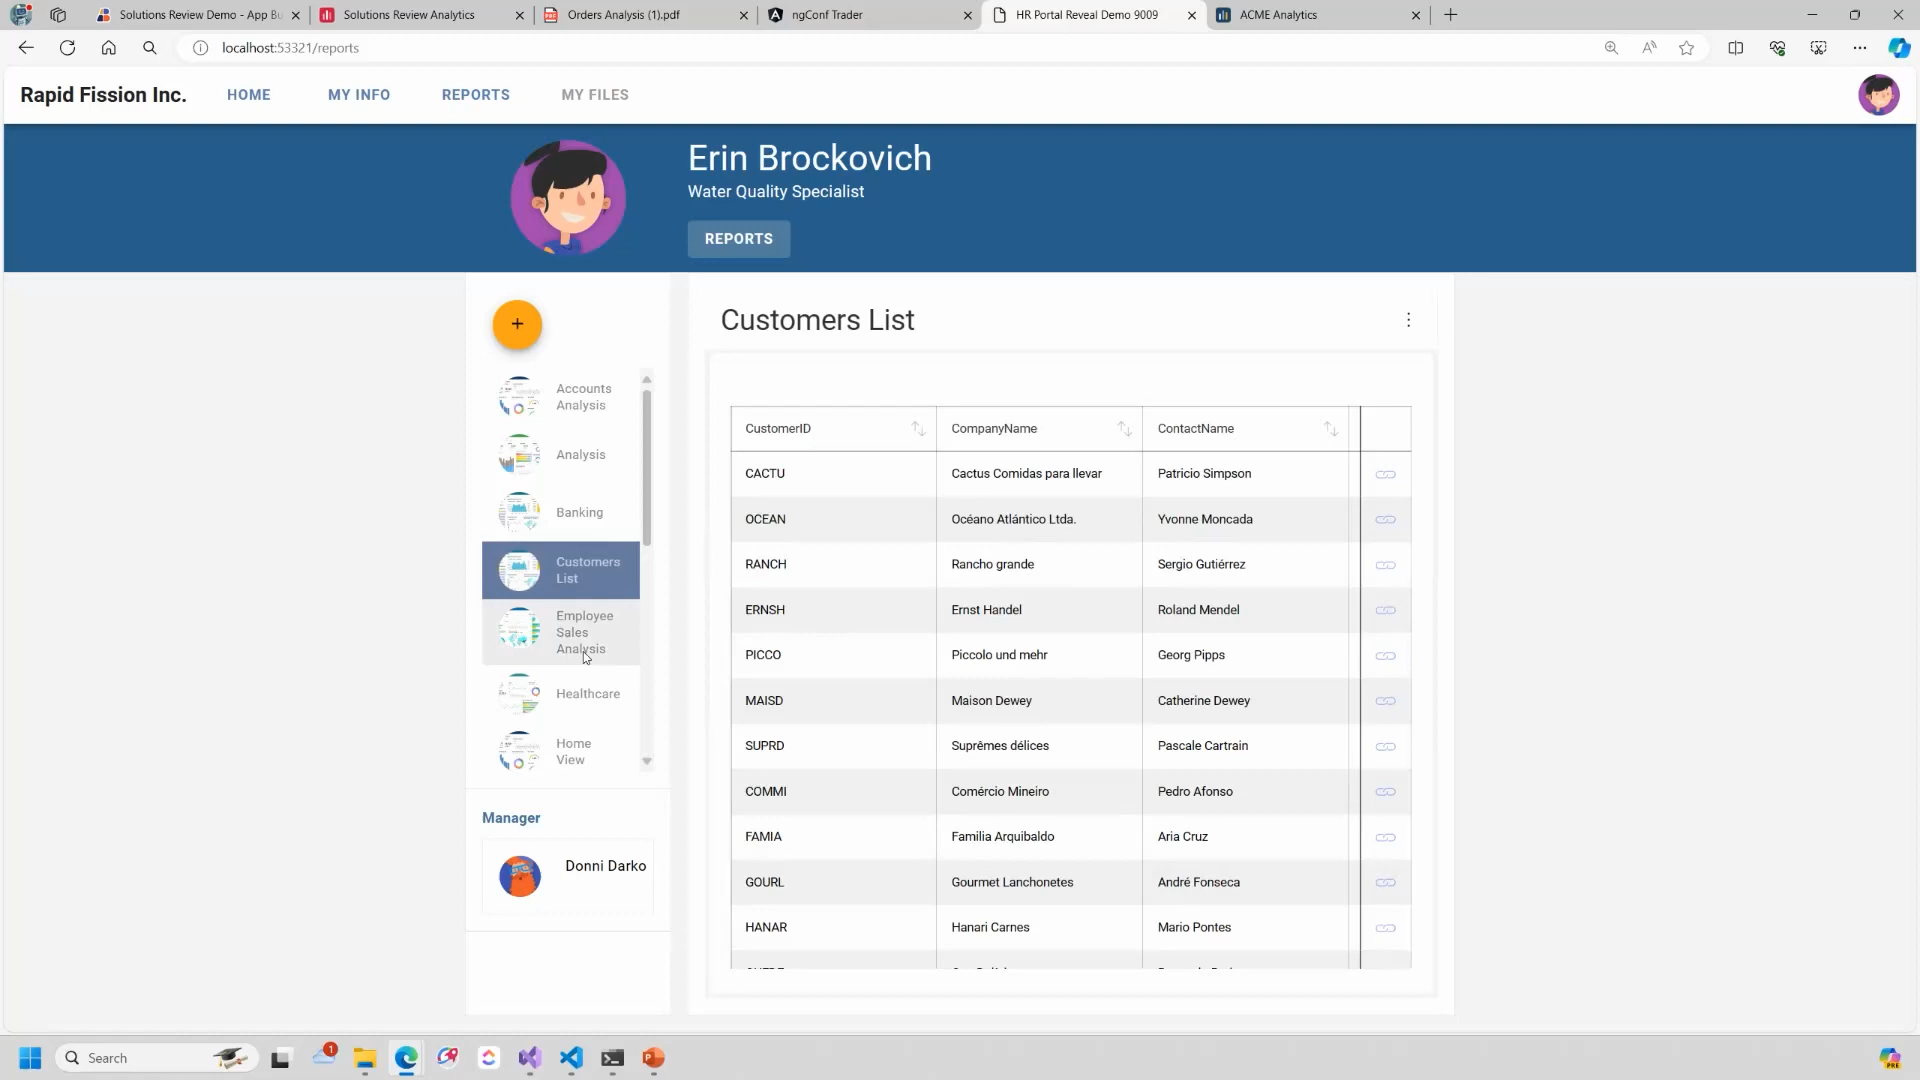 Solutions Review Demo - App Bu
Solutions Review Analytics
Orders Analysis (1).pdf
ngConf Trader
HR Portal Reveal Demo 9009
ACME Analytics
localhost:53321/reports
Rapid Fission Inc.
HOME
MY INFO
REPORTS
MY FILES
Erin Brockovich
Water Quality Specialist
REPORTS
+
Accounts
Analysis
Analysis
Banking
Customers
List
Employee
Sales
Analysis
Healthcare
Home
View
Manager
Donni Darko
Customers List
CustomerID CompanyName ContactName
CACTU Cactus Comidas para llevar Patricio Simpson
OCEAN Océano Atlántico Ltda. Yvonne Moncada
RANCH Rancho grande Sergio Gutiérrez
ERNSH Ernst Handel Roland Mendel
PICCO Piccolo und mehr Georg Pipps
MAISD Maison Dewey Catherine Dewey
SUPRD Suprêmes délices Pascale Cartrain
COMMI Comércio Mineiro Pedro Afonso
FAMIA Familia Arquibaldo Aria Cruz
GOURL Gourmet Lanchonetes André Fonseca
HANAR Hanari Carnes Mario Pontes
Search
1